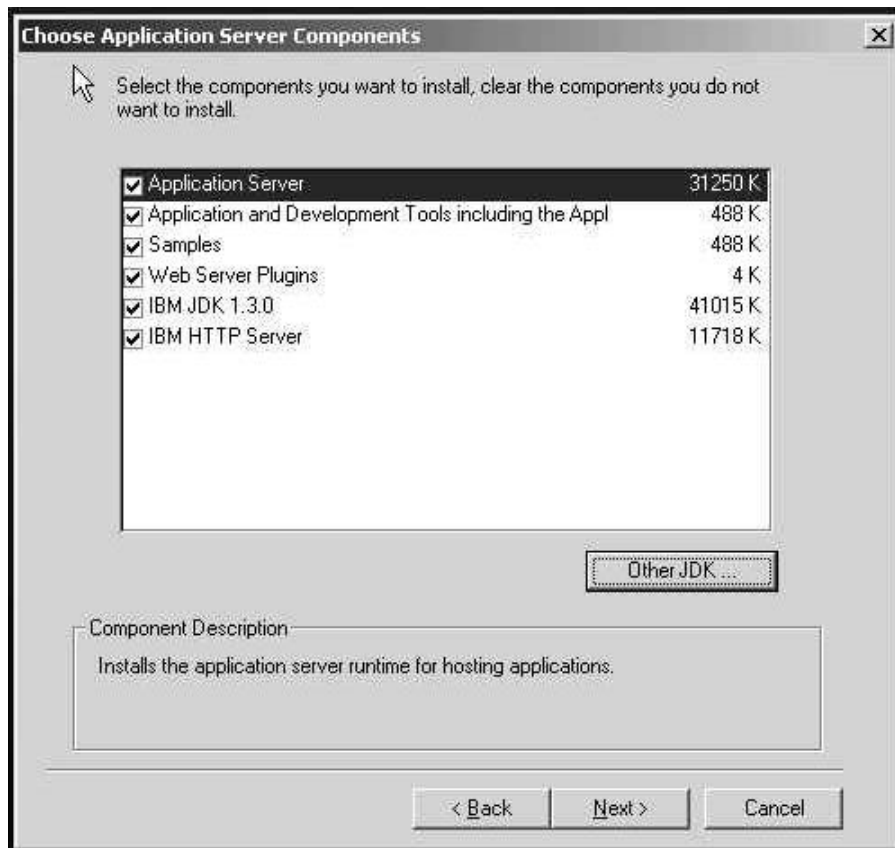 Choose Application Server Components
Select the components you want to install, clear the components you do not
want to install.
Application Server 31250 K
Application and Development Tools including the Appl 488 K
Samples 488 K
Web Server Plugins 4 K
IBM JDK 1.3.0 41015 K
IBM HTTP Server 11718 K
Other JDK ...
Component Description
Installs the application server runtime for hosting applications.
< Back Next > Cancel